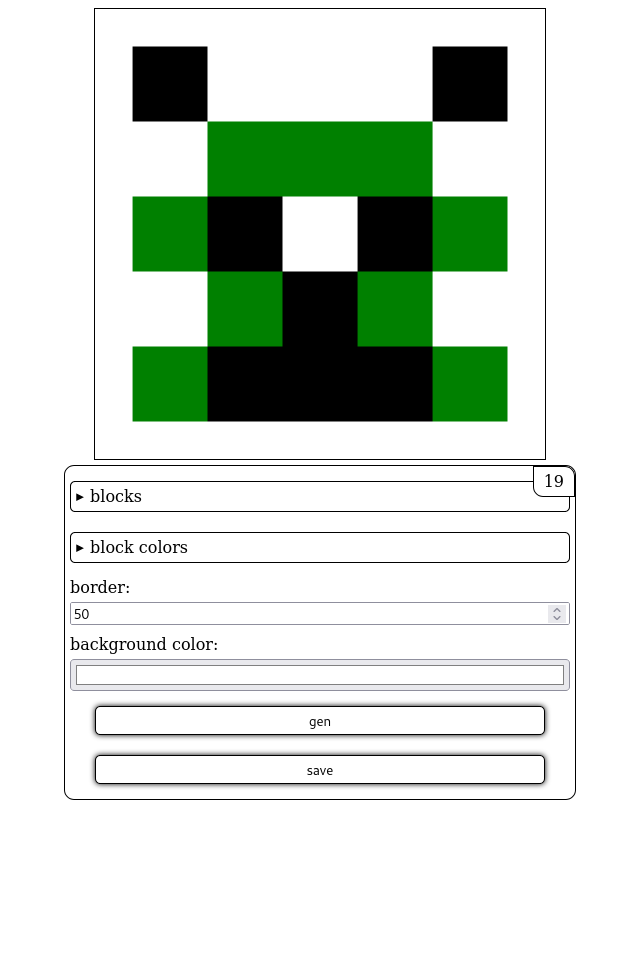 19
▸ blocks
▸ block colors
border:
50
background color:
gen
save